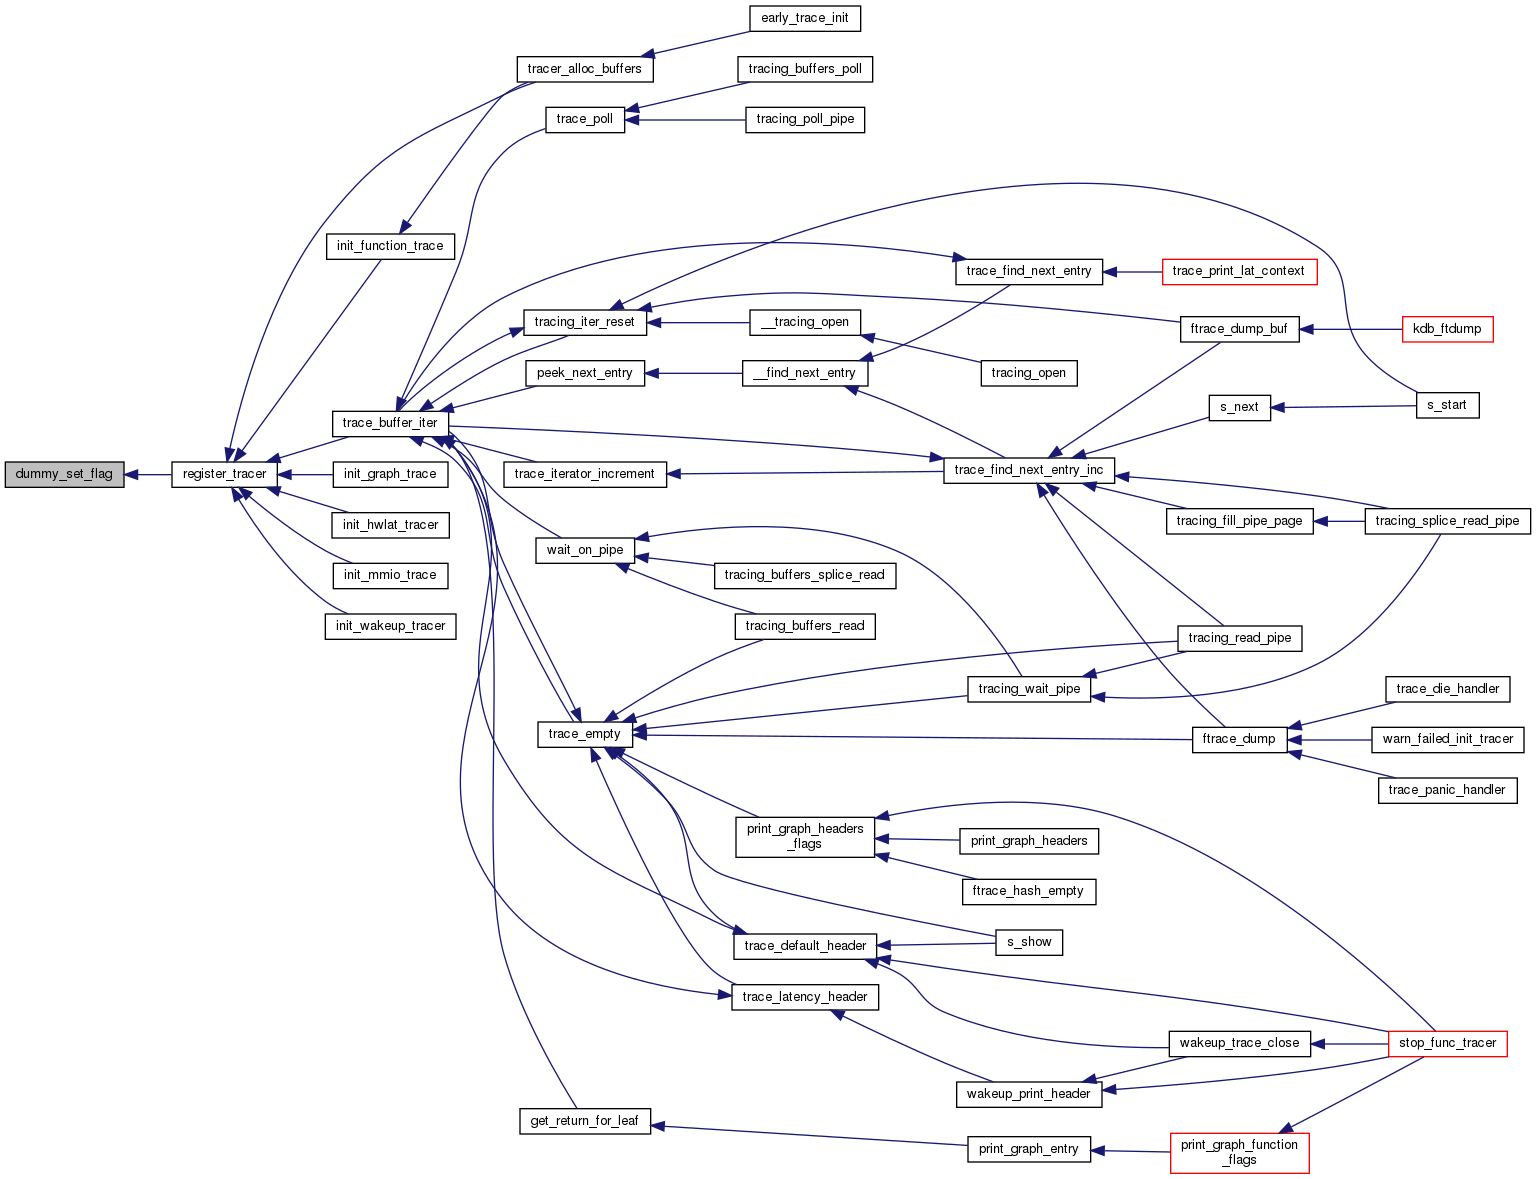 early_trace_init
tracer_alloc_buffers
tracing_buffers_poll
trace_poll
tracing_poll_pipe
init_function_trace
trace_find_next_entry
trace_print_lat_context
tracing_iter_reset
__tracing_open
ftrace_dump_buf
kdb_ftdump
peek_next_entry
__find_next_entry
tracing_open
s_next
s_start
trace_buffer_iter
dummy_set_flag
register_tracer
init_graph_trace
trace_iterator_increment
trace_find_next_entry_inc
init_hwlat_tracer
tracing_fill_pipe_page
tracing_splice_read_pipe
wait_on_pipe
init_mmio_trace
tracing_buffers_splice_read
init_wakeup_tracer
tracing_buffers_read
tracing_read_pipe
tracing_wait_pipe
trace_die_handler
trace_empty
ftrace_dump
warn_failed_init_tracer
trace_panic_handler
print_graph_headers
_flags
print_graph_headers
ftrace_hash_empty
trace_default_header
s_show
trace_latency_header
wakeup_trace_close
stop_func_tracer
wakeup_print_header
get_return_for_leaf
print_graph_entry
print_graph_function
_flags